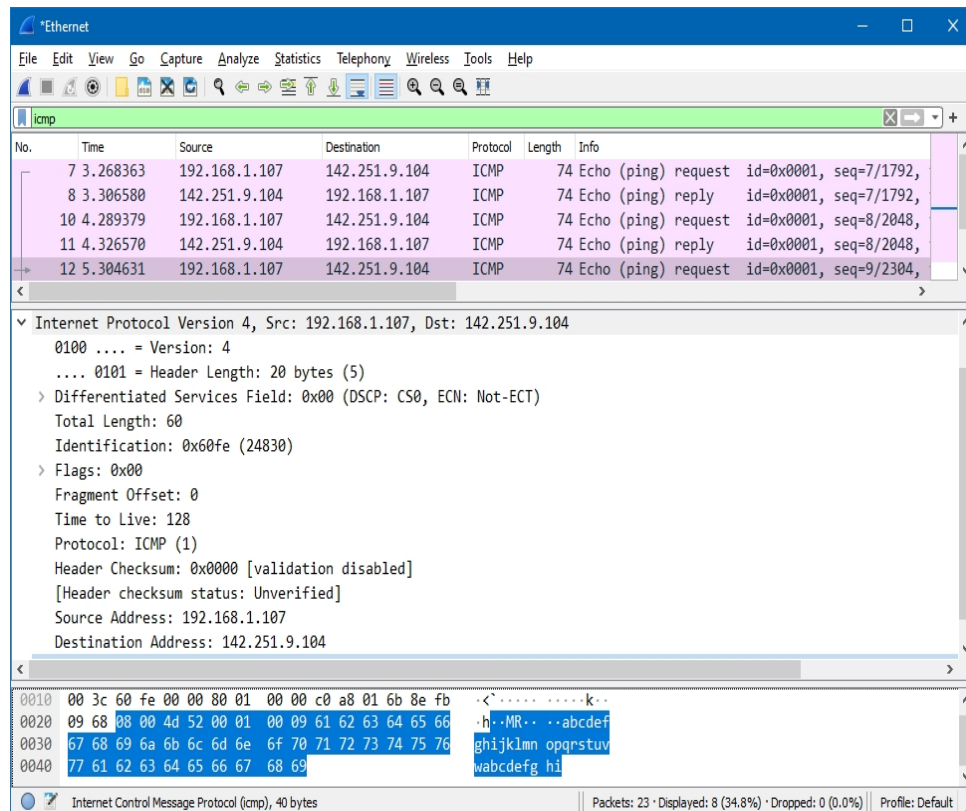 *Ethernet
File Edit View Go Capture Analyze Statistics Telephony Wireless Tools Help
icmp
No. Time Source Destination Protocol Length Info
7 3.268363 192.168.1.107 142.251.9.104 ICMP 74 Echo (ping) request id=0x0001, seq=7/1792,
8 3.306580 142.251.9.104 192.168.1.107 ICMP 74 Echo (ping) reply id=0x0001, seq=7/1792,
10 4.289379 192.168.1.107 142.251.9.104 ICMP 74 Echo (ping) request id=0x0001, seq=8/2048,
11 4.326570 142.251.9.104 192.168.1.107 ICMP 74 Echo (ping) reply id=0x0001, seq=8/2048,
12 5.304631 192.168.1.107 142.251.9.104 ICMP 74 Echo (ping) request id=0x0001, seq=9/2304,
Internet Protocol Version 4, Src: 192.168.1.107, Dst: 142.251.9.104
0100 .... = Version: 4
.... 0101 = Header Length: 20 bytes (5)
Differentiated Services Field: 0x00 (DSCP: CS0, ECN: Not-ECT)
Total Length: 60
Identification: 0x60fe (24830)
Flags: 0x00
Fragment Offset: 0
Time to Live: 128
Protocol: ICMP (1)
Header Checksum: 0x0000 [validation disabled]
[Header checksum status: Unverified]
Source Address: 192.168.1.107
Destination Address: 142.251.9.104
0010 00 3c 60 fe 00 00 80 01 00 00 c0 a8 01 6b 8e fb ·<`····· ·····k··
0020 09 68 08 00 4d 52 00 01 00 09 61 62 63 64 65 66 ·h··MR·· ··abcdef
0030 67 68 69 6a 6b 6c 6d 6e 6f 70 71 72 73 74 75 76 ghijklmn opqrstuv
0040 77 61 62 63 64 65 66 67 68 69 wabcdefg hi
Internet Control Message Protocol (icmp), 40 bytes Packets: 23 · Displayed: 8 (34.8%) · Dropped: 0 (0.0%) Profile: Default